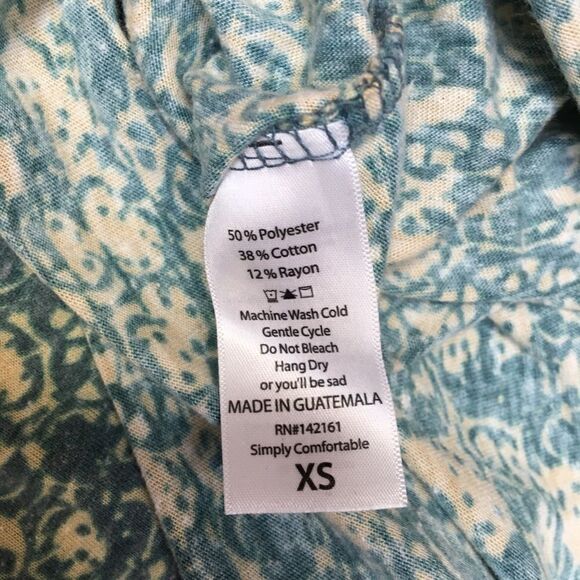 50% Polyester
38% Cotton
12% Rayon
Machine Wash Cold
Gentle Cycle
Do Not Bleach
Hang Dry
or you'll be sad
MADE IN GUATEMALA
RN#142161
Simply Comfortable
XS